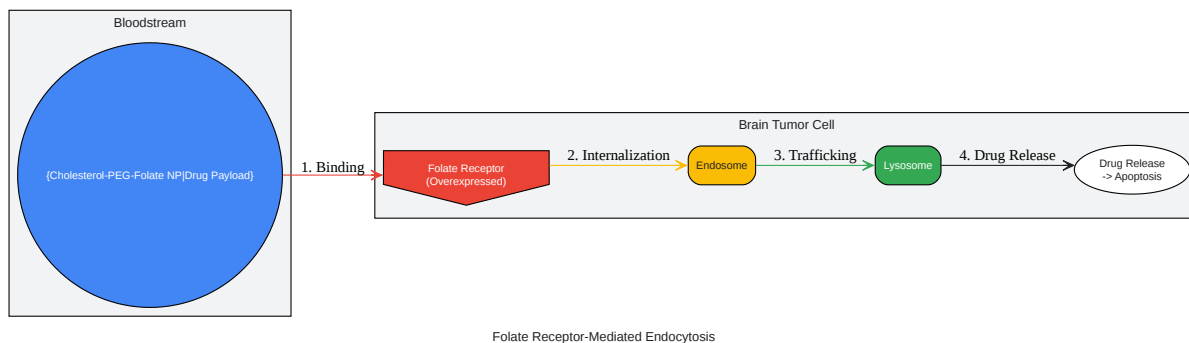 Bloodstream
{Cholesterol-PEG-Folate NP|Drug Payload}
1. Binding
Brain Tumor Cell
Folate Receptor
(Overexpressed)
2. Internalization
Endosome
3. Trafficking
Lysosome
4. Drug Release
Drug Release
-> Apoptosis
Folate Receptor-Mediated Endocytosis